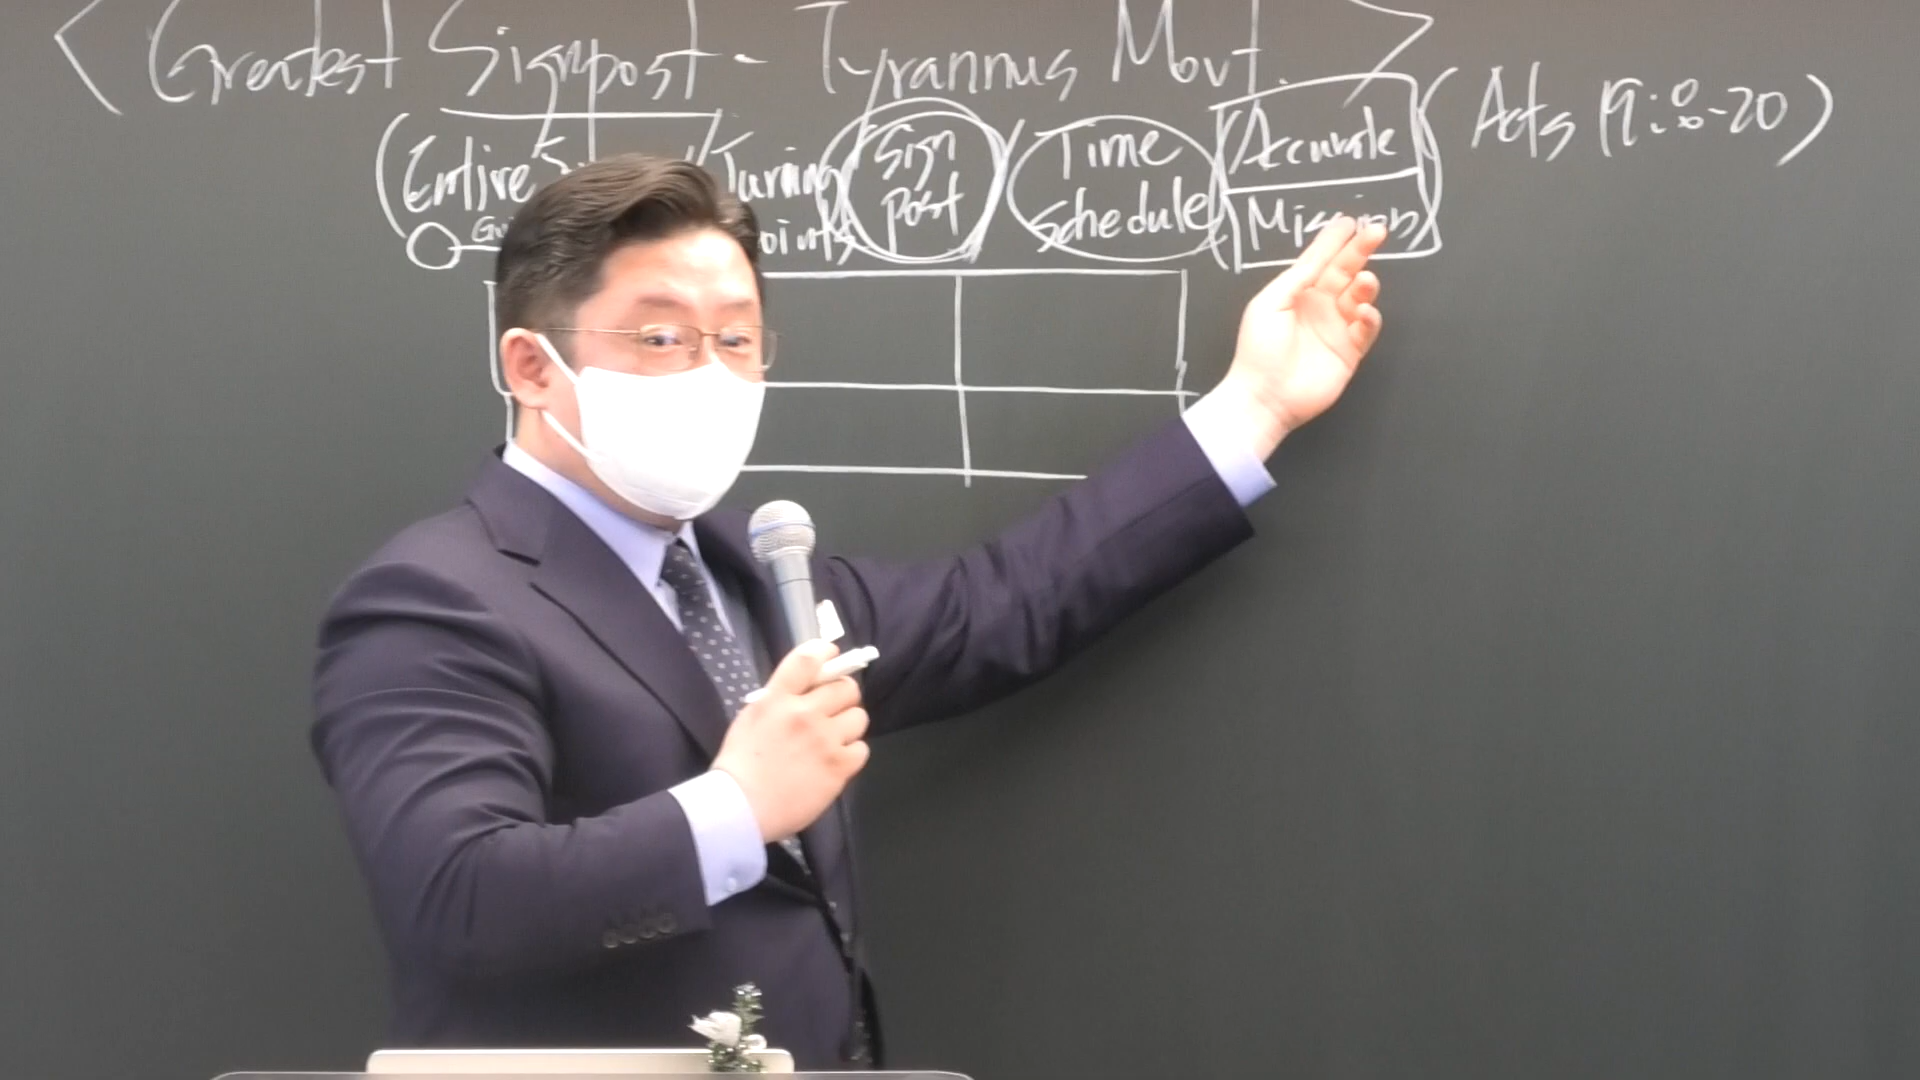 < Greatest Signpost - Tyrannus Movt. >
(Entire Turning Sign Post (Time Schedule) Accurate Mission (Acts 19:8-20)